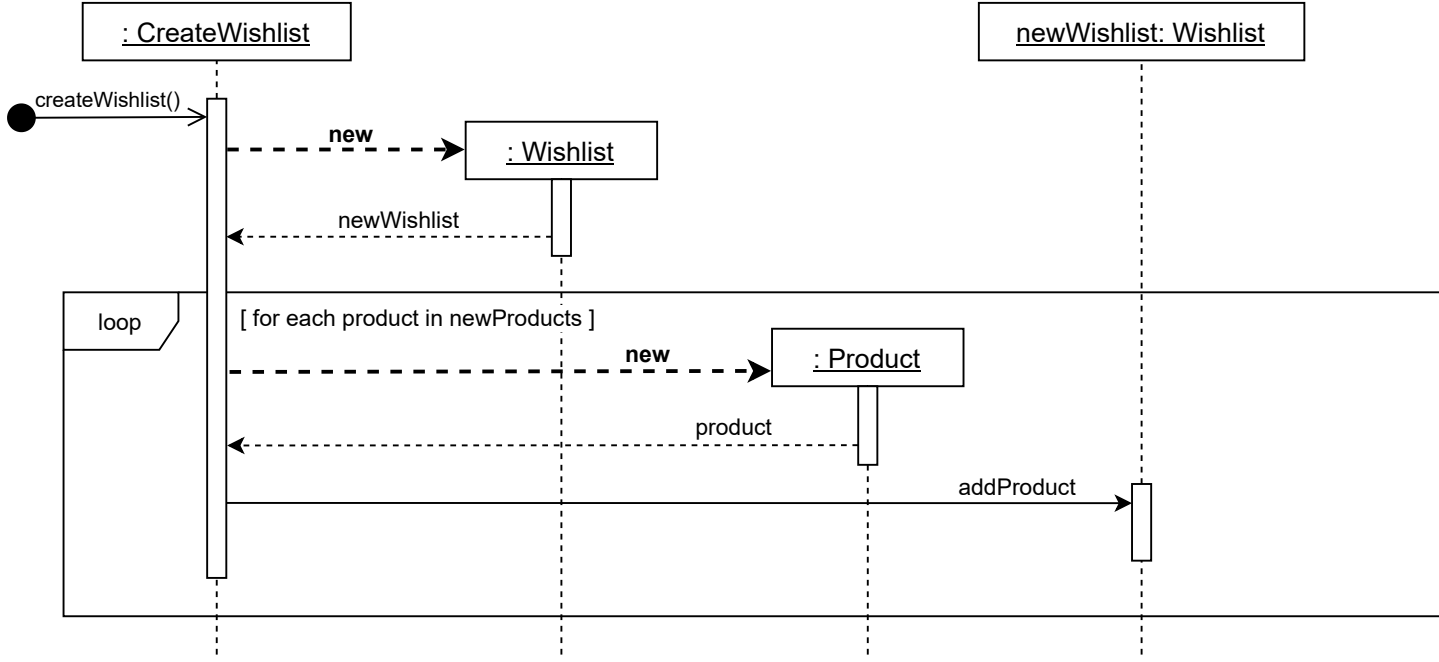 : CreateWishlist
newWishlist: Wishlist
createWishlist()
new
: Wishlist
newWishlist
loop
[ for each product in newProducts ]
new
: Product
product
addProduct